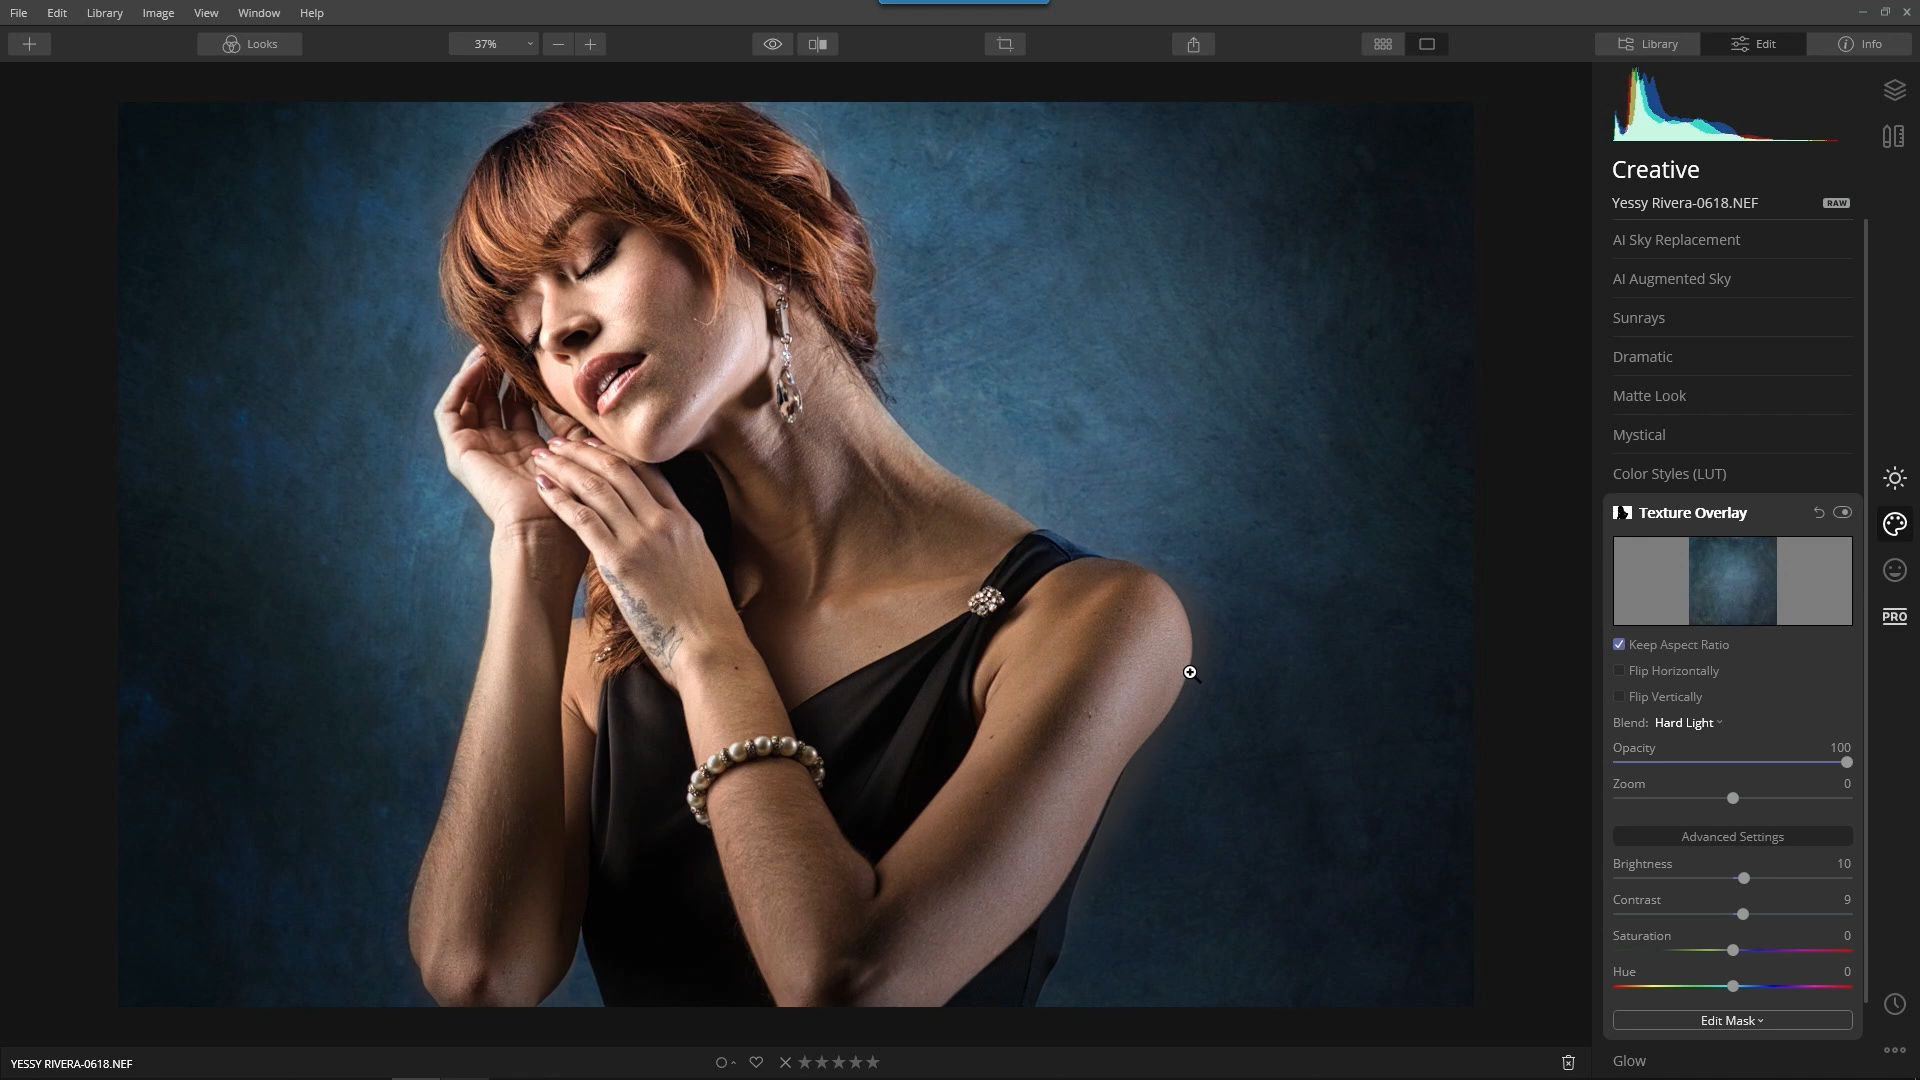 File Edit Library Image View Window Help
Looks 37% Library Edit Info
Creative
Yessy Rivera-0618.NEF RAW
AI Sky Replacement
AI Augmented Sky
Sunrays
Dramatic
Matte Look
Mystical
Color Styles (LUT)
Texture Overlay
Keep Aspect Ratio
Flip Horizontally
Flip Vertically
Blend: Hard Light
Opacity 100
Zoom 0
Advanced Settings
Brightness 10
Contrast 9
Saturation 0
Hue 0
Edit Mask
Glow
PRO
YESSY RIVERA-0618.NEF